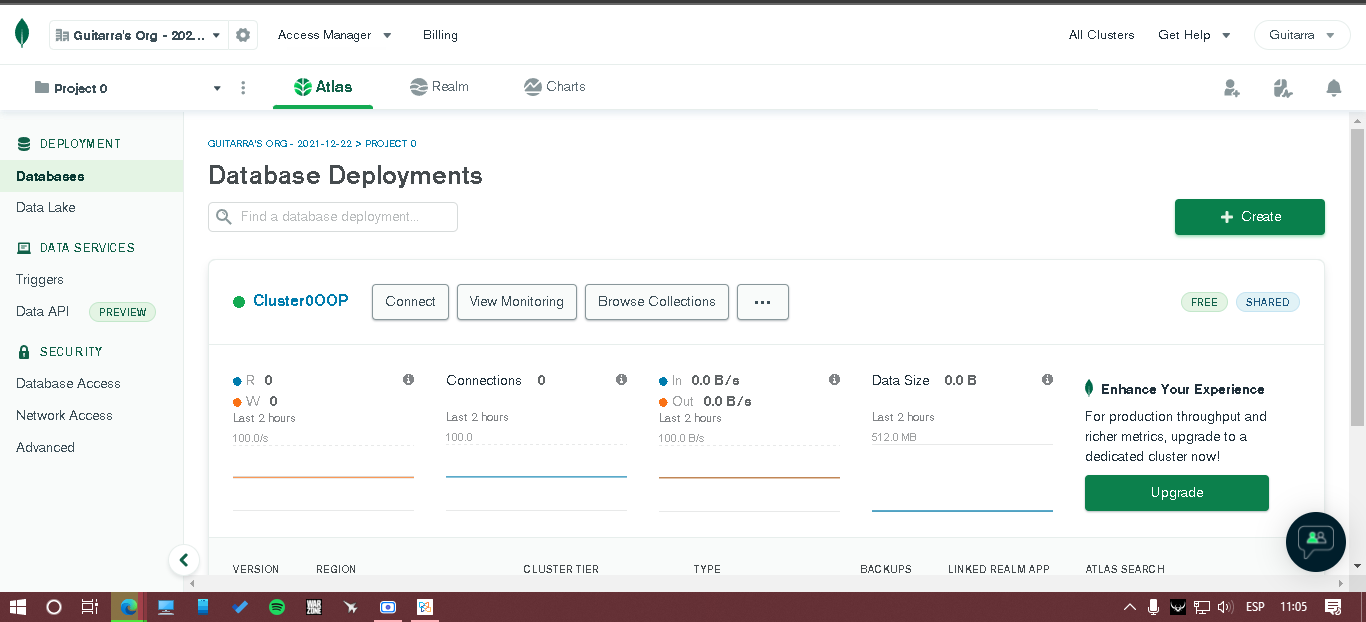 Guitarra's Org - 202...
Access Manager
Billing
All Clusters
Get Help
Guitarra
Project 0
Atlas
Realm
Charts
DEPLOYMENT
Databases
Data Lake
DATA SERVICES
Triggers
Data API
PREVIEW
SECURITY
Database Access
Network Access
Advanced
GUITARRA'S ORG - 2021-12-22 > PROJECT 0
Database Deployments
Find a database deployment...
Create
Cluster0OOP
Connect
View Monitoring
Browse Collections
FREE
SHARED
R 0
W 0
Last 2 hours
100.0/s
Connections 0
Last 2 hours
100.0
In 0.0 B/s
Out 0.0 B/s
Last 2 hours
100.0 B/s
Data Size 0.0 B
Last 2 hours
512.0 MB
Enhance Your Experience
For production throughput and
richer metrics, upgrade to a
dedicated cluster now!
Upgrade
VERSION
REGION
CLUSTER TIER
TYPE
BACKUPS
LINKED REALM APP
ATLAS SEARCH
WAR
ZONE
ESP
11:05